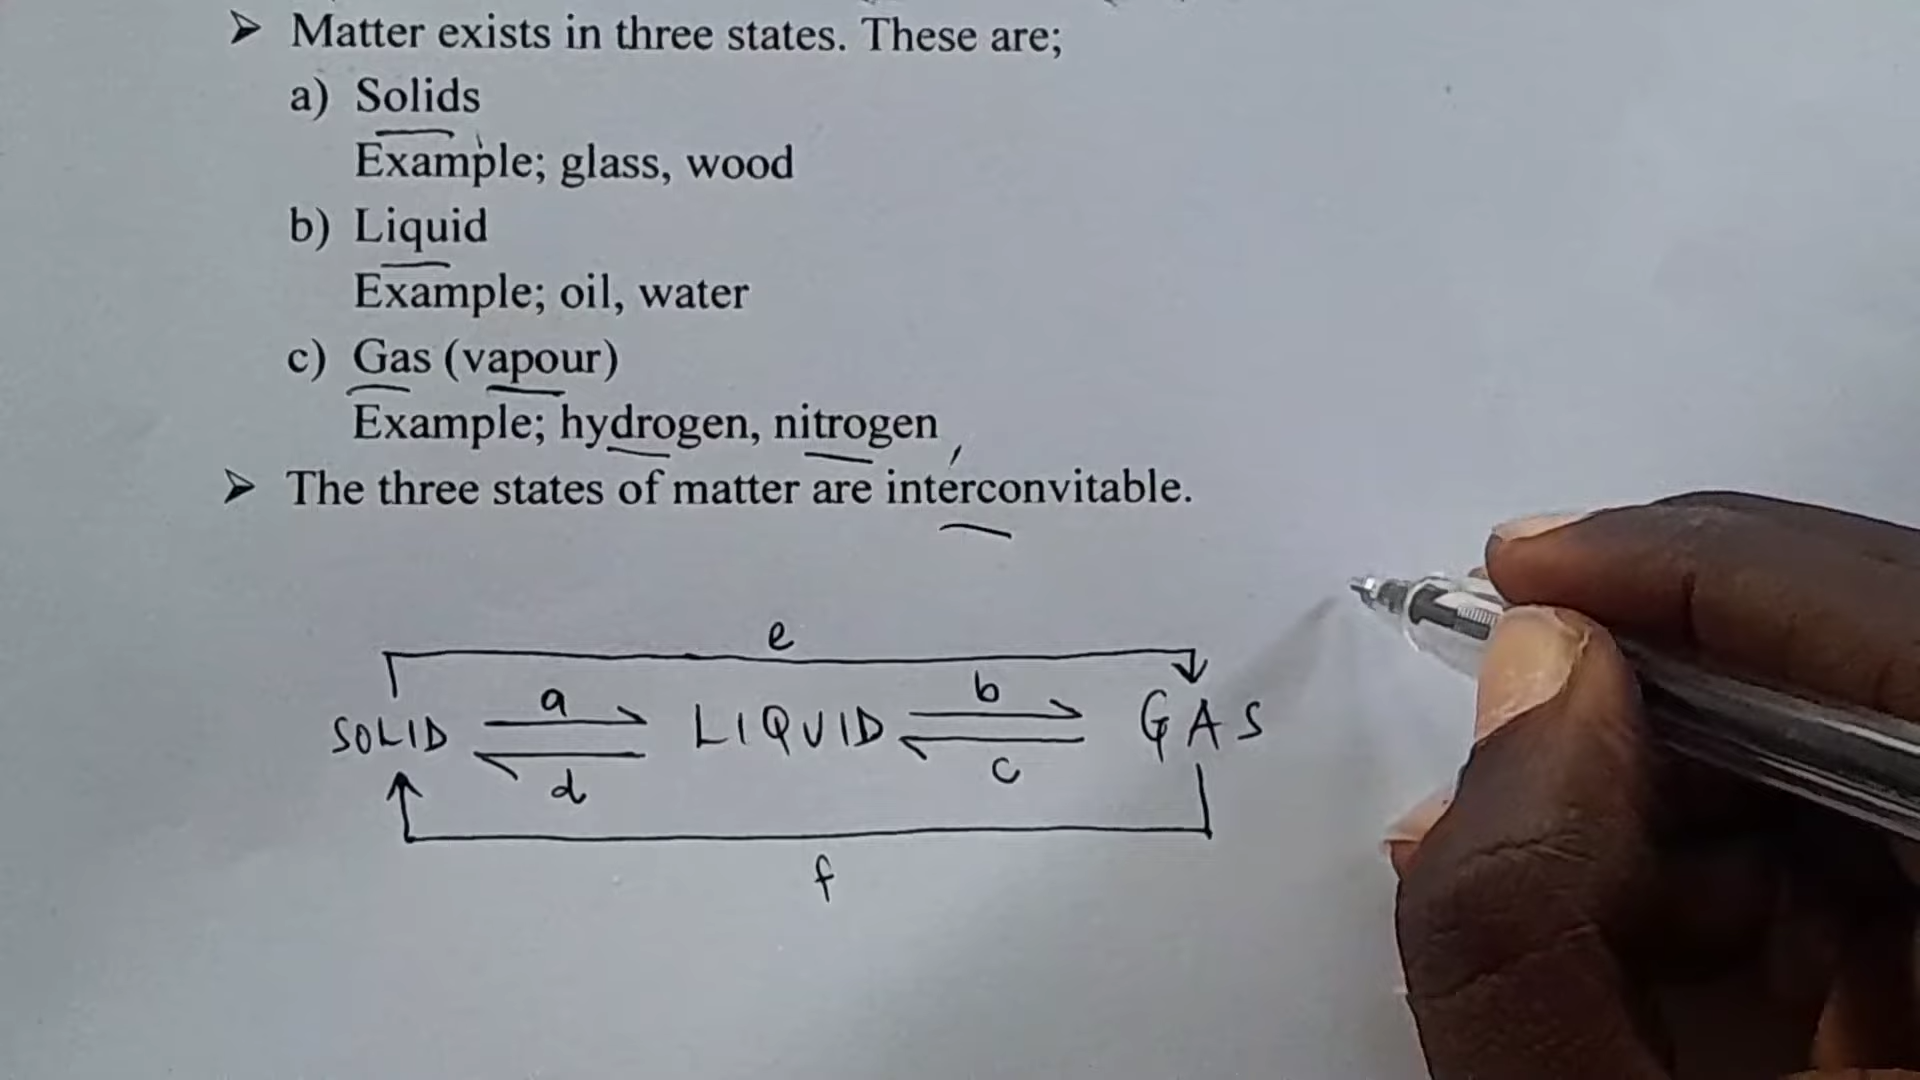 ➢ Matter exists in three states. These are;
a) Solids
Example; glass, wood
b) Liquid
Example; oil, water
c) Gas (vapour)
Example; hydrogen, nitrogen
➢ The three states of matter are interconvitable.
e
a
b
SOLID LIQUID GAS
d
c
f